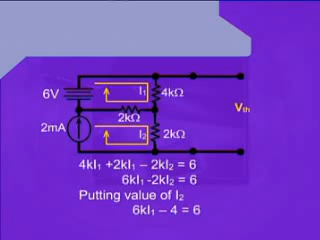 6V
I₁
4kΩ
Vth
2kΩ
2mA
I₂
2kΩ
4kI₁ +2kI₁ – 2kI₂ = 6
6kI₁ -2kI₂ = 6
Putting value of I₂
6kI₁ – 4 = 6